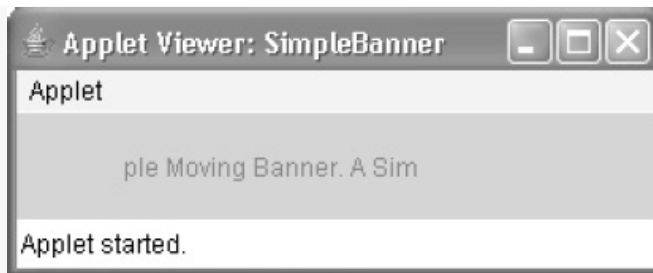 Applet Viewer: SimpleBanner
Applet
ple Moving Banner. A Sim
Applet started.